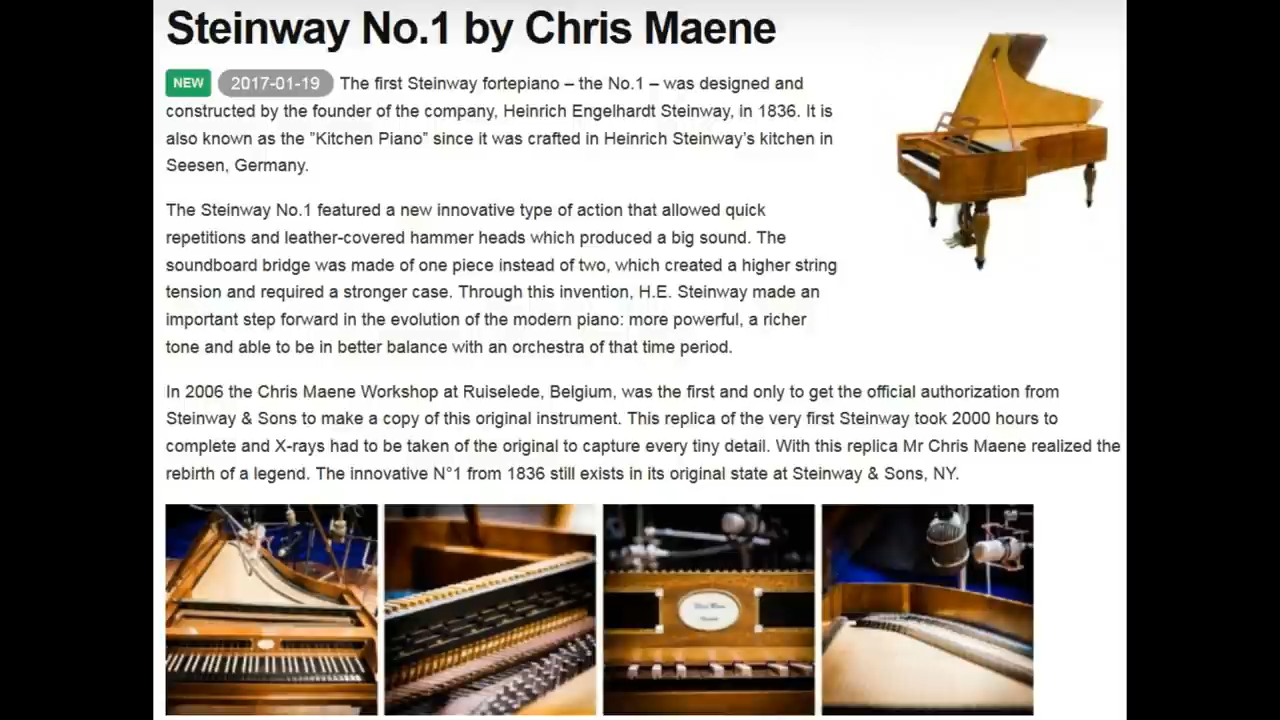 Steinway No.1 by Chris Maene
NEW 2017-01-19 The first Steinway fortepiano – the No.1 – was designed and
constructed by the founder of the company, Heinrich Engelhardt Steinway, in 1836. It is
also known as the ”Kitchen Piano” since it was crafted in Heinrich Steinway’s kitchen in
Seesen, Germany.
The Steinway No.1 featured a new innovative type of action that allowed quick
repetitions and leather-covered hammer heads which produced a big sound. The
soundboard bridge was made of one piece instead of two, which created a higher string
tension and required a stronger case. Through this invention, H.E. Steinway made an
important step forward in the evolution of the modern piano: more powerful, a richer
tone and able to be in better balance with an orchestra of that time period.
In 2006 the Chris Maene Workshop at Ruiselede, Belgium, was the first and only to get the official authorization from
Steinway & Sons to make a copy of this original instrument. This replica of the very first Steinway took 2000 hours to
complete and X-rays had to be taken of the original to capture every tiny detail. With this replica Mr Chris Maene realized the
rebirth of a legend. The innovative N°1 from 1836 still exists in its original state at Steinway & Sons, NY.